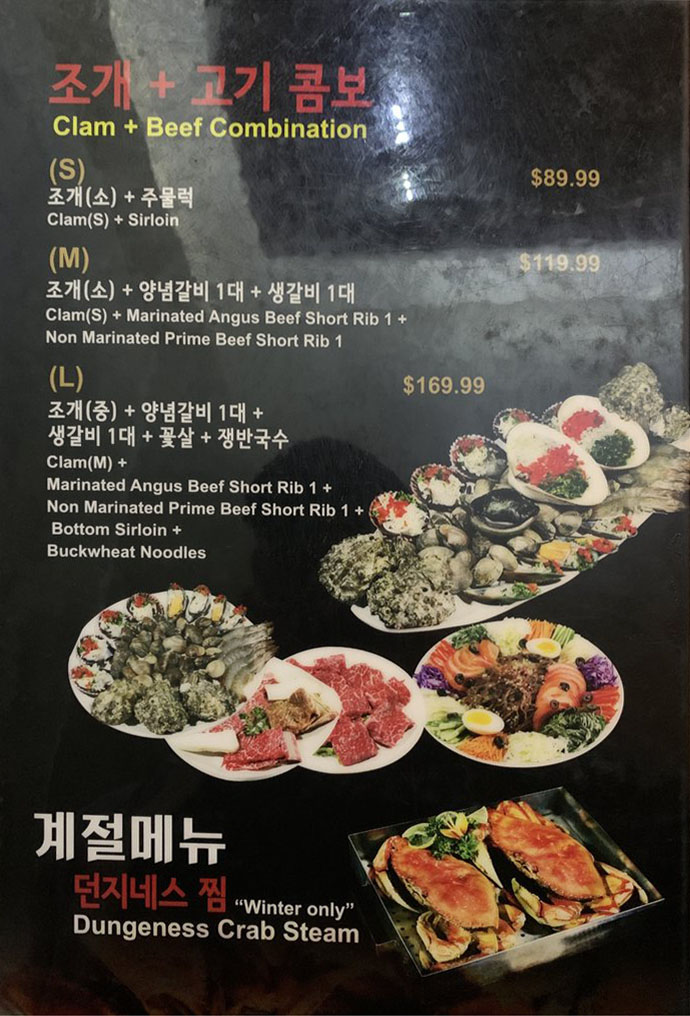 조개 + 고기 콤보
Clam + Beef Combination
(S)
$89.99
조개(소) + 주물럭
Clam(S) + Sirloin
(M)
$119.99
조개(소) + 양념갈비 1대 + 생갈비 1대
Clam(S) + Marinated Angus Beef Short Rib 1 +
Non Marinated Prime Beef Short Rib 1
(L)
$169.99
조개(중) + 양념갈비 1대 +
생갈비 1대 + 꽃살 + 쟁반국수
Clam(M) +
Marinated Angus Beef Short Rib 1 +
Non Marinated Prime Beef Short Rib 1 +
Bottom Sirloin +
Buckwheat Noodles
계절메뉴
던지네스 찜 “Winter only”
Dungeness Crab Steam